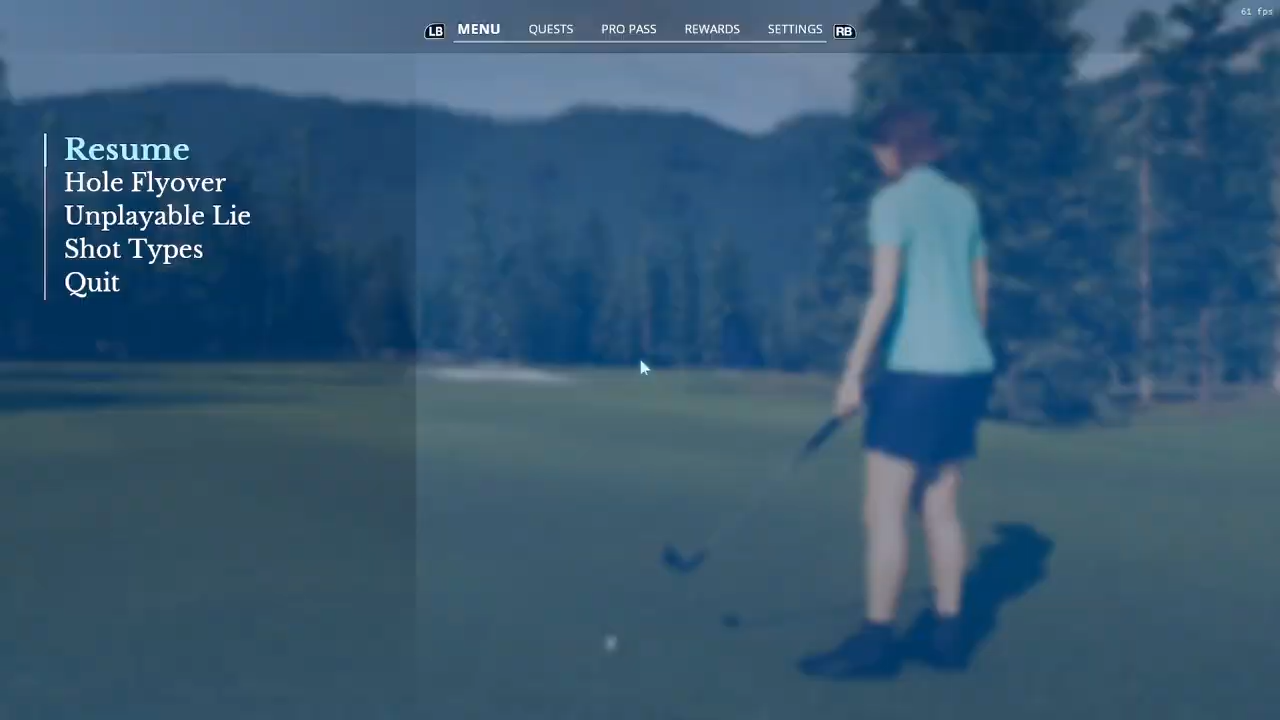 61 fps
LB MENU QUESTS PRO PASS REWARDS SETTINGS RB
Resume
Hole Flyover
Unplayable Lie
Shot Types
Quit